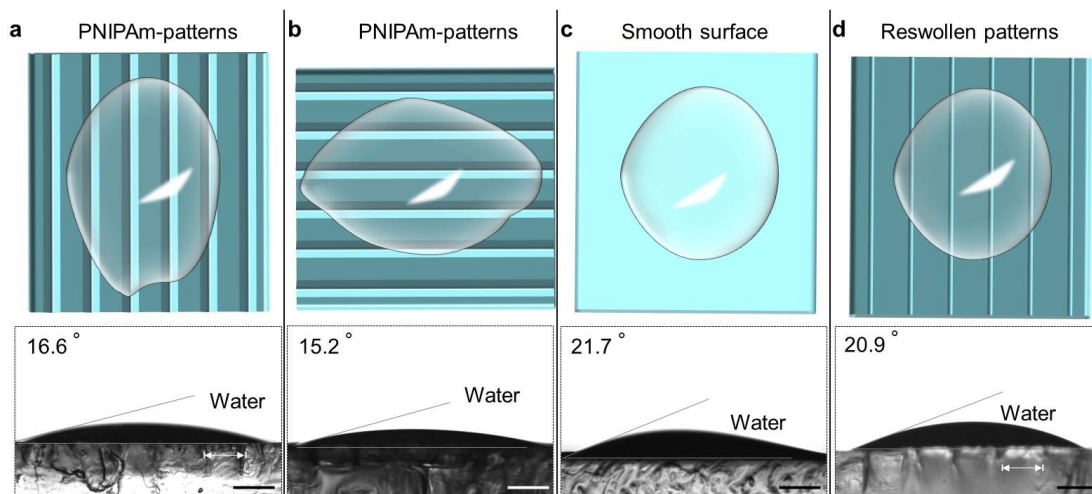 a PNIPAm-patterns
b PNIPAm-patterns
c Smooth surface
d Reswollen patterns
16.6 °
Water
15.2 °
Water
21.7 °
Water
20.9 °
Water